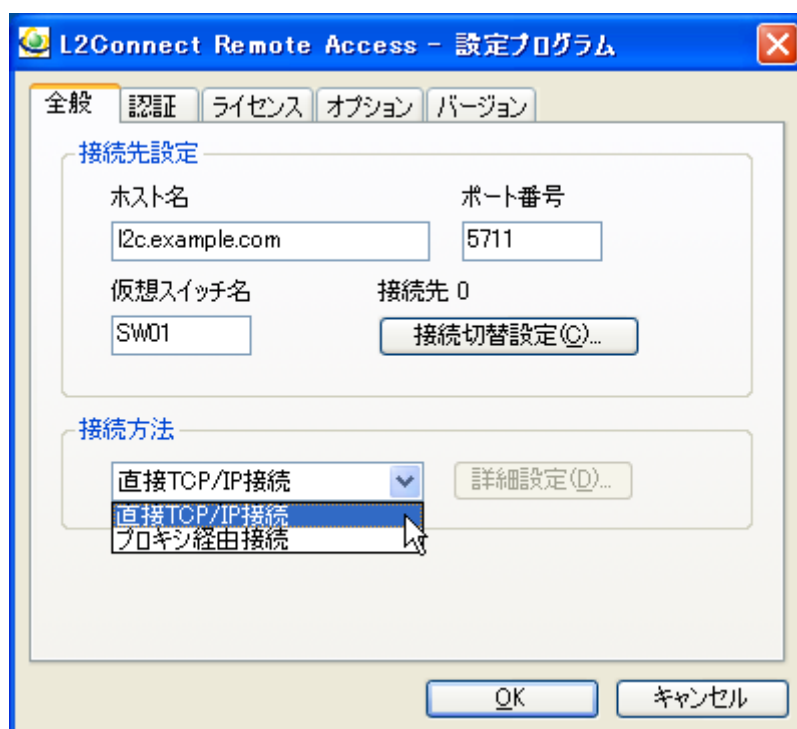 L2Connect Remote Access - 設定プログラム
全般 認証 ライセンス オプション バージョン
接続先設定
ホスト名 ポート番号
l2c.example.com 5711
仮想スイッチ名 接続先 0
SW01 接続切替設定(C)...
接続方法
直接TCP/IP接続 詳細設定(D)...
直接TCP/IP接続
プロキシ経由接続
OK キャンセル